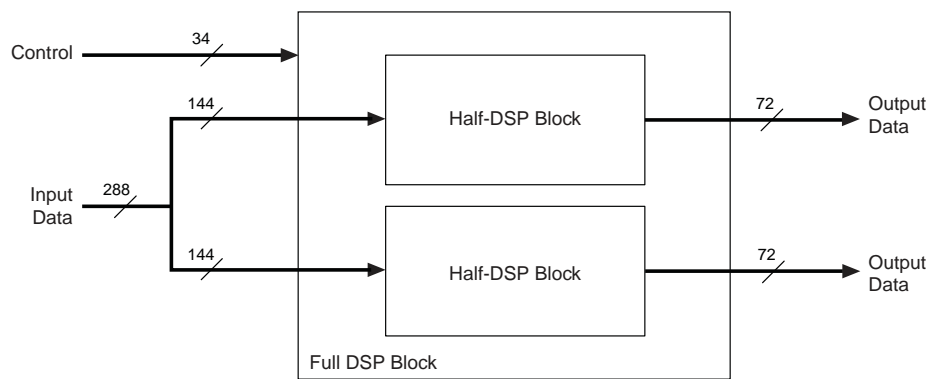 34
Control
144
Half-DSP Block
72
Output
Data
288
Input
Data
144
Half-DSP Block
72
Output
Data
Full DSP Block